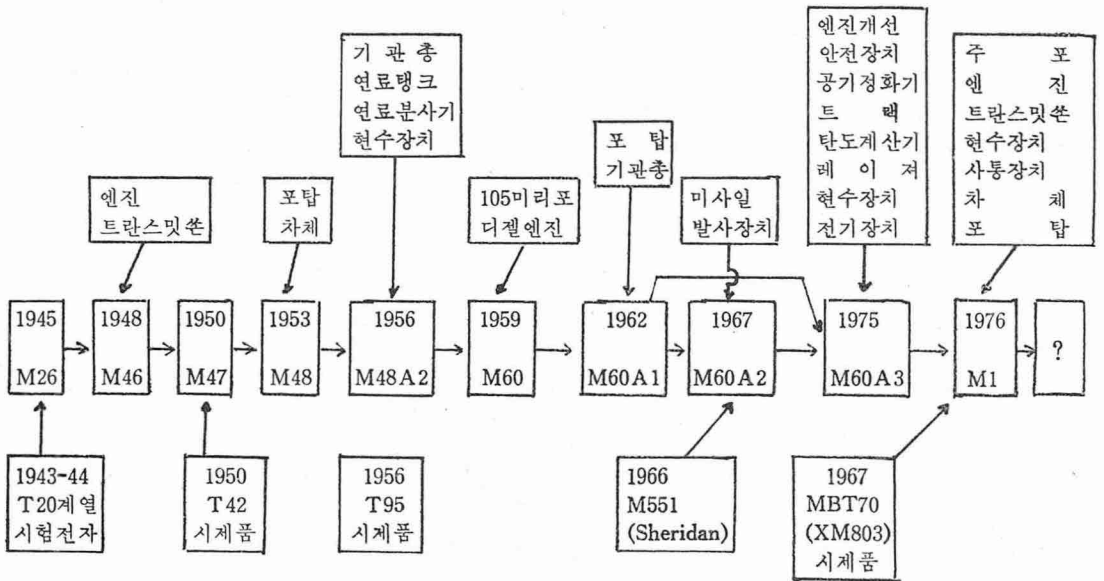 기 관 총
연료탱크
연료분사기
현수장치
엔진개선
안전장치
공기정화기
트 랙
탄도계산기
레 이 져
현수장치
전기장치
주 포
엔 진
트란스밋쑌
현수장치
사통장치
차 체
포 탑
엔진
트란스밋쑌
포탑
차체
105미리포
디젤엔진
포 탑
기관총
미사일
발사장치
1945
M26
1948
M46
1950
M47
1953
M48
1956
M48A2
1959
M60
1962
M60A1
1967
M60A2
1975
M60A3
1976
M1
?
1943-44
T20계열
시험전자
1950
T42
시제품
1956
T95
시제품
1966
M551
(Sheridan)
1967
MBT70
(XM803)
시제품